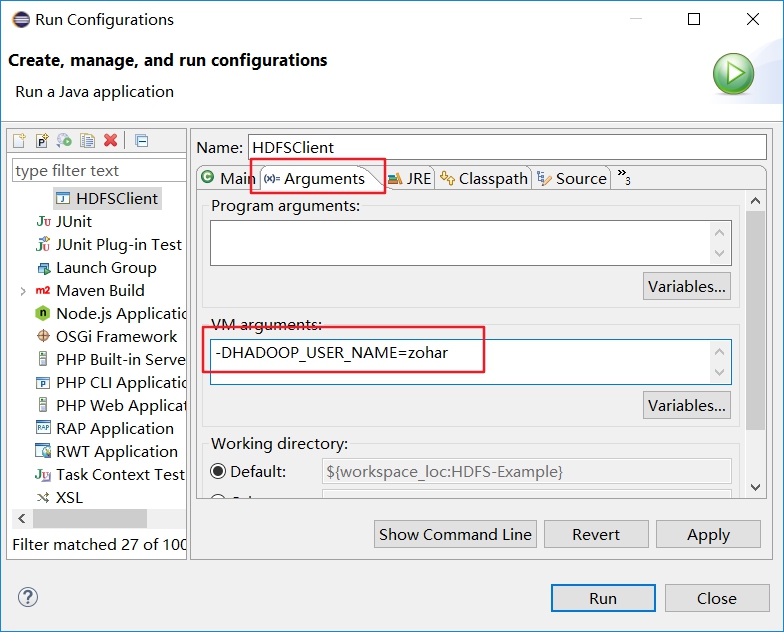 Run Configurations
Create, manage, and run configurations
Run a Java application
Name: HDFSClient
type filter text
Main (x)= Arguments JRE Classpath Source »3
HDFSClient
JUnit
JUnit Plug-in Test
Launch Group
Maven Build
Node.js Applicatio
OSGi Framework
PHP Built-in Serve
PHP CLI Applicatio
PHP Web Applicat
RAP Application
RWT Application
Task Context Test
XSL
Filter matched 27 of 100
Program arguments:
Variables...
VM arguments:
-DHADOOP_USER_NAME=zohar
Variables...
Working directory:
Default: ${workspace_loc:HDFS-Example}
Show Command Line Revert Apply
Run Close